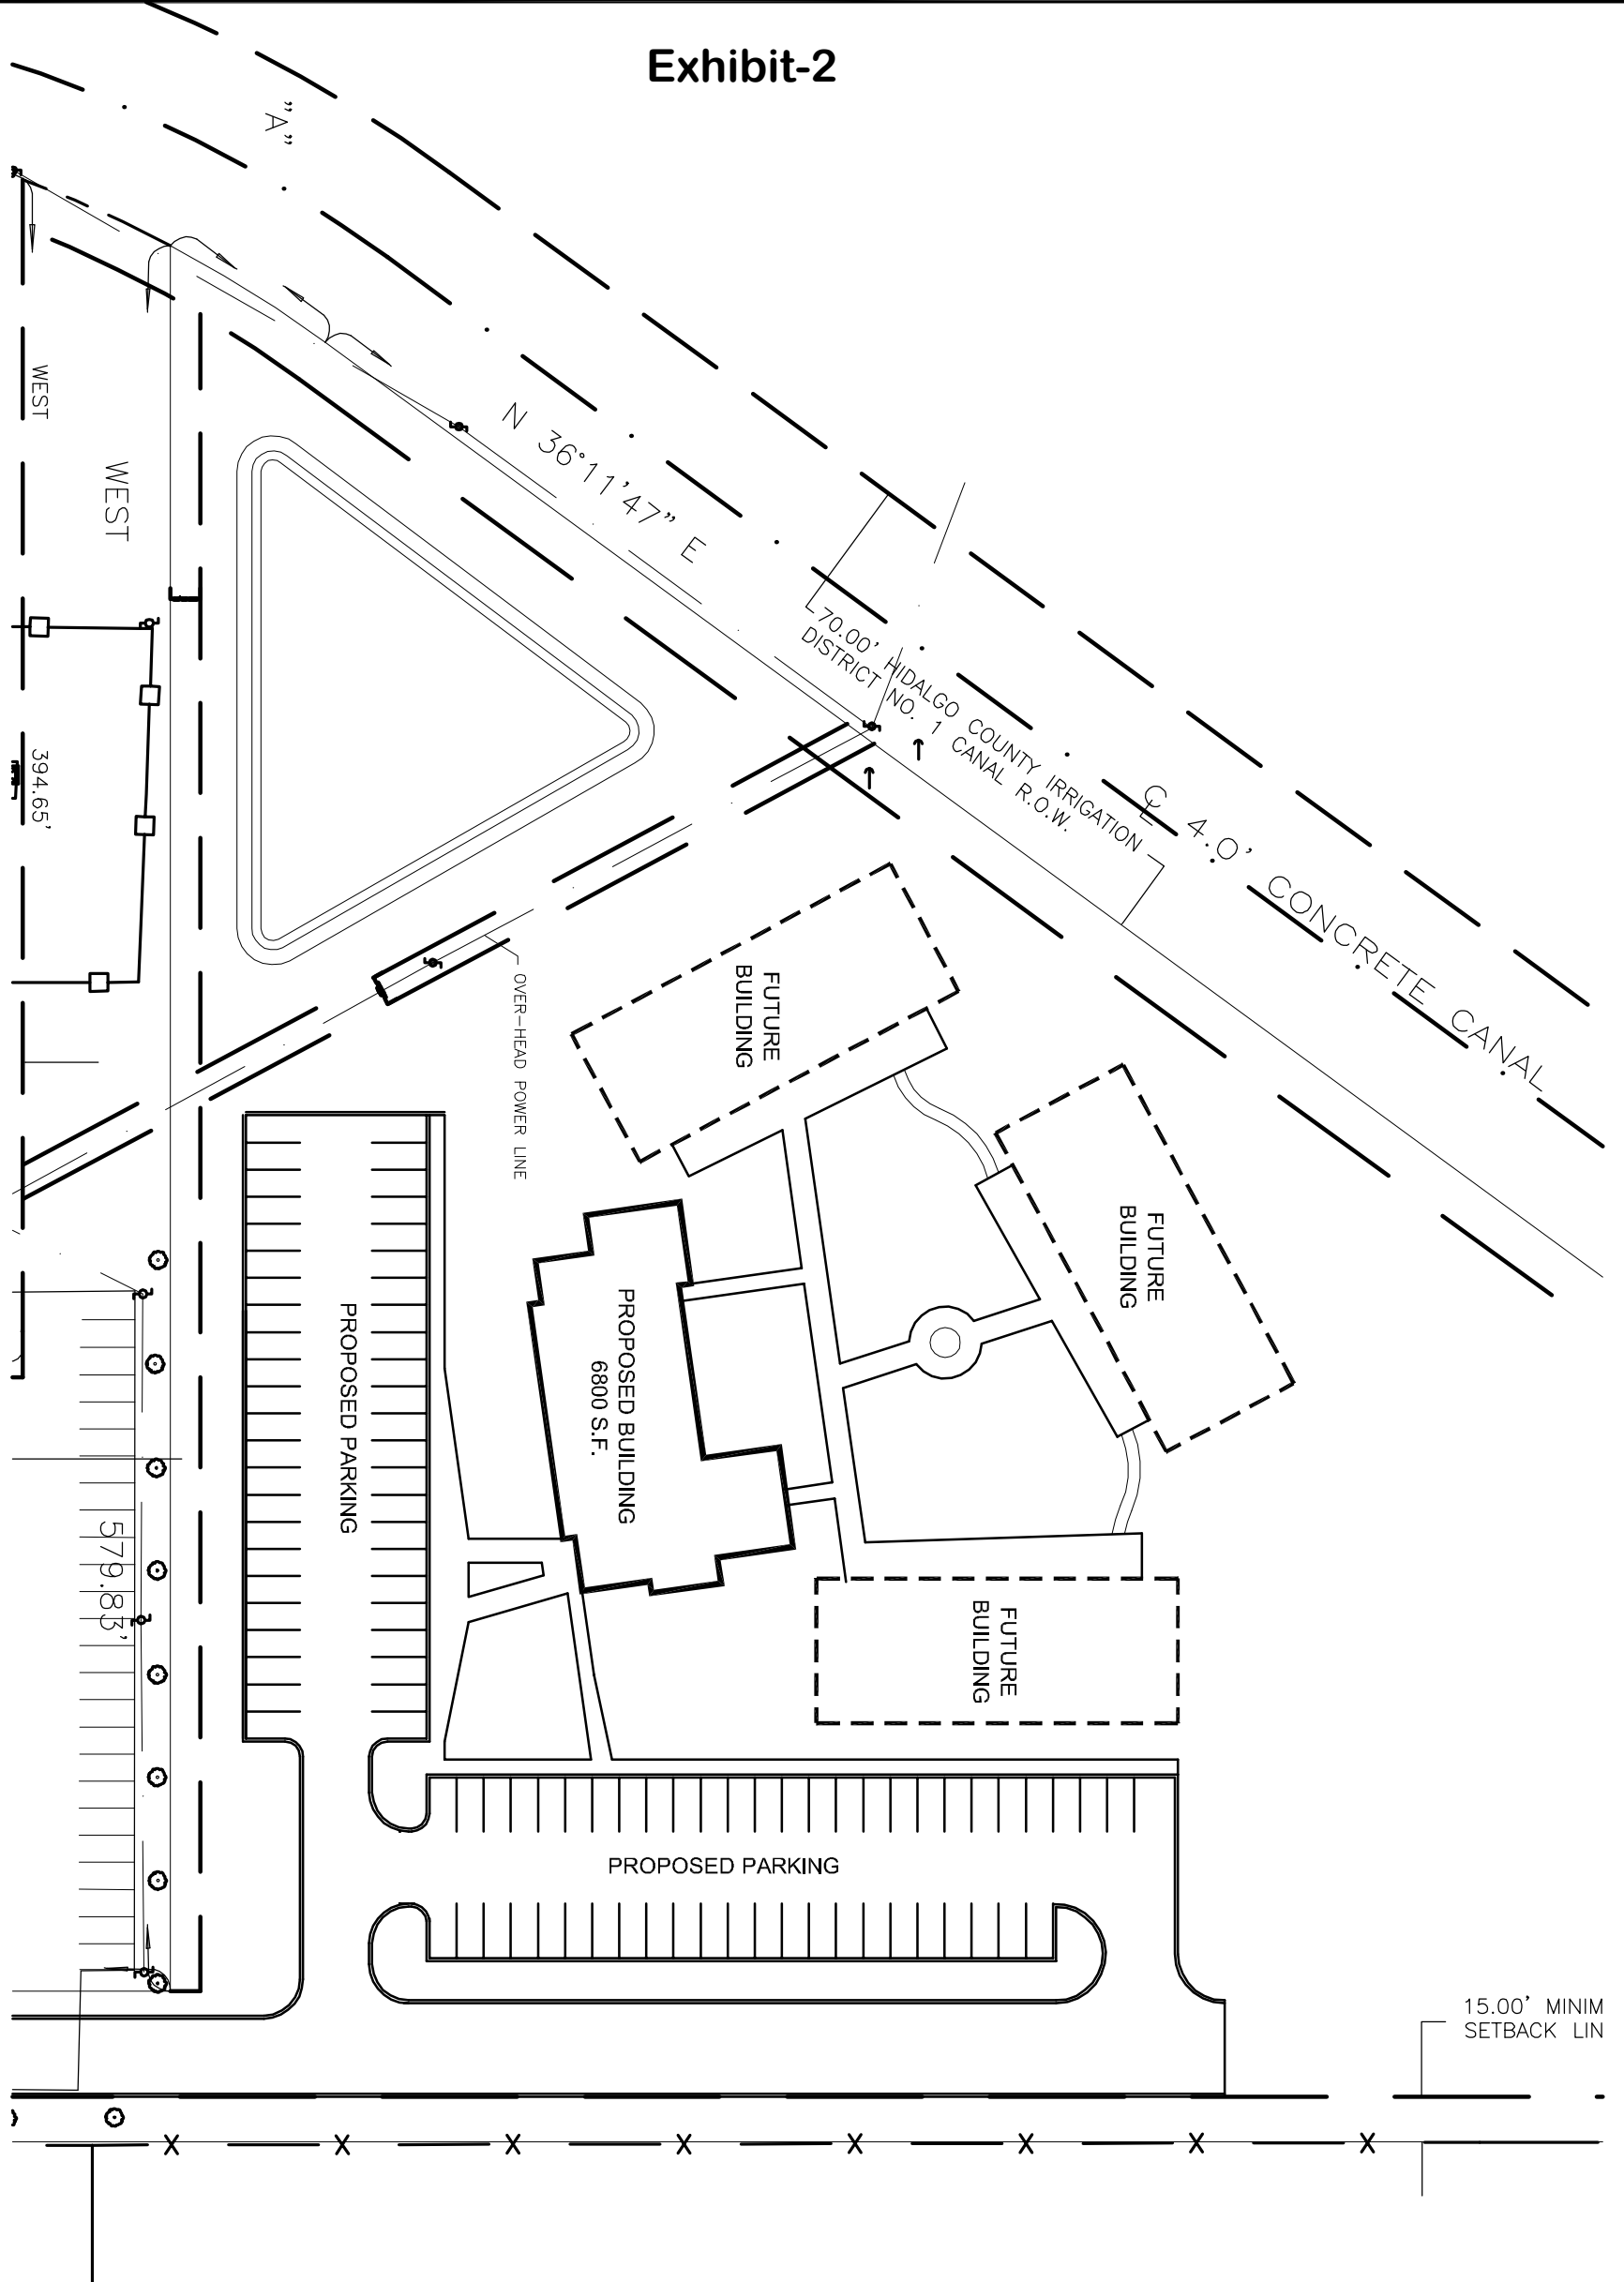 Exhibit-2
"A"
N 36°11'47" E
WEST
WEST
394.65'
70.00' HIDALGO COUNTY IRRIGATION
DISTRICT NO. 1 CANAL R.O.W.
℄ 4.0' CONCRETE CANAL
OVER-HEAD POWER LINE
FUTURE
BUILDING
FUTURE
BUILDING
PROPOSED BUILDING
6800 S.F.
PROPOSED PARKING
FUTURE
BUILDING
579.83'
PROPOSED PARKING
15.00' MINIM
SETBACK LIN